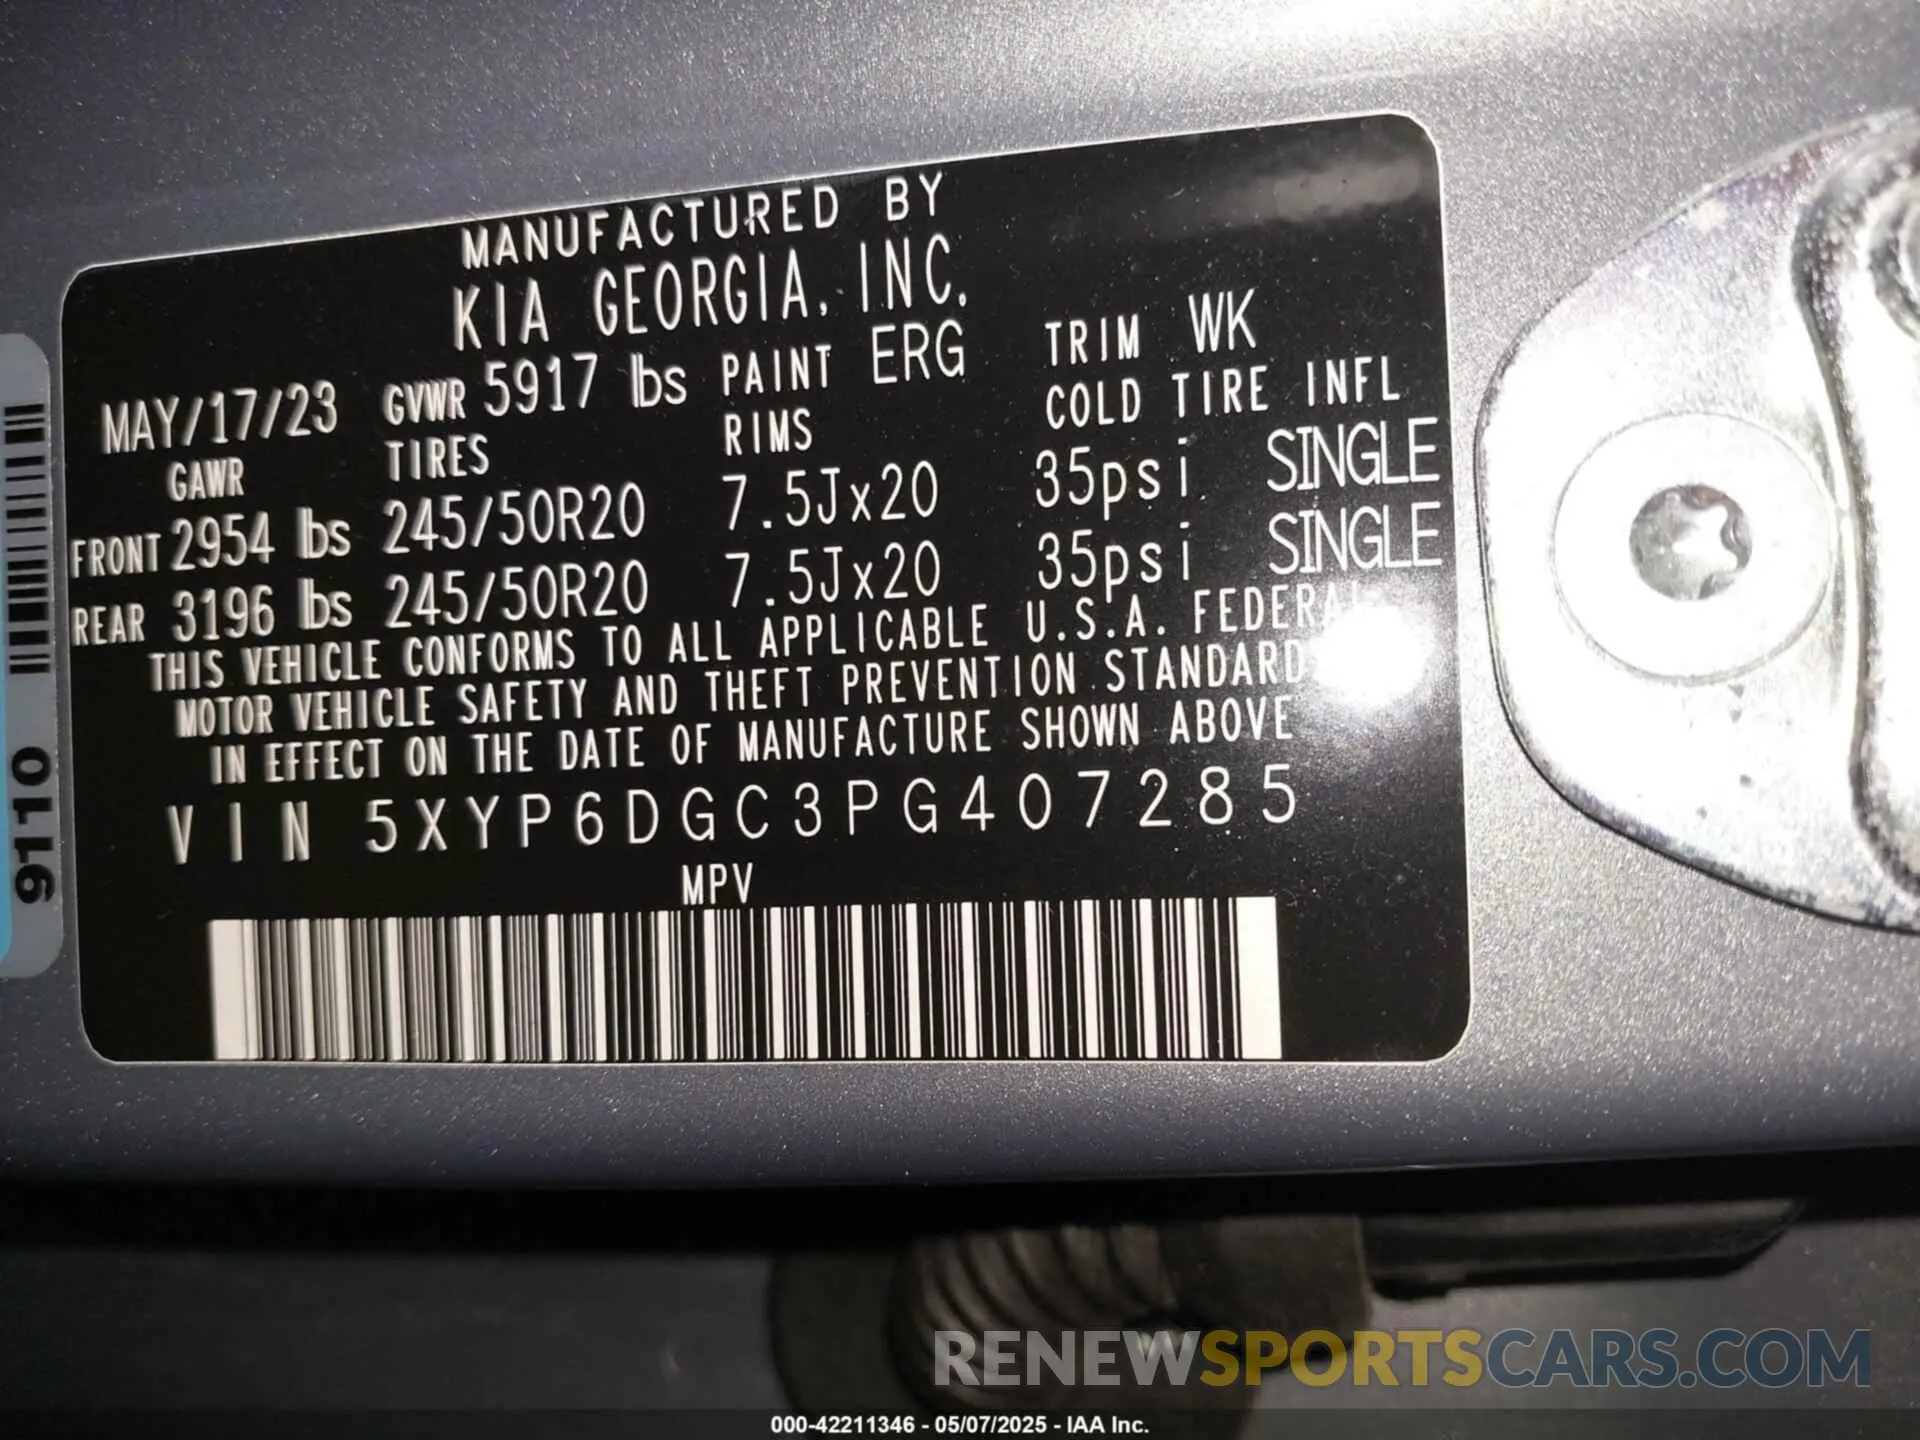 MANUFACTURED BY
KIA GEORGIA, INC.
MAY/17/23 GVWR 5917 lbs PAINT ERG TRIM WK
GAWR TIRES RIMS COLD TIRE INFL
FRONT 2954 lbs 245/50R20 7.5Jx20 35psi SINGLE
REAR 3196 lbs 245/50R20 7.5Jx20 35psi SINGLE
THIS VEHICLE CONFORMS TO ALL APPLICABLE U.S.A. FEDERAL
MOTOR VEHICLE SAFETY AND THEFT PREVENTION STANDARD
IN EFFECT ON THE DATE OF MANUFACTURE SHOWN ABOVE
VIN 5XYP6DGC3PG407285
MPV
9110
RENEWSPORTSCARS.COM
000-42211346 - 05/07/2025 - IAA Inc.